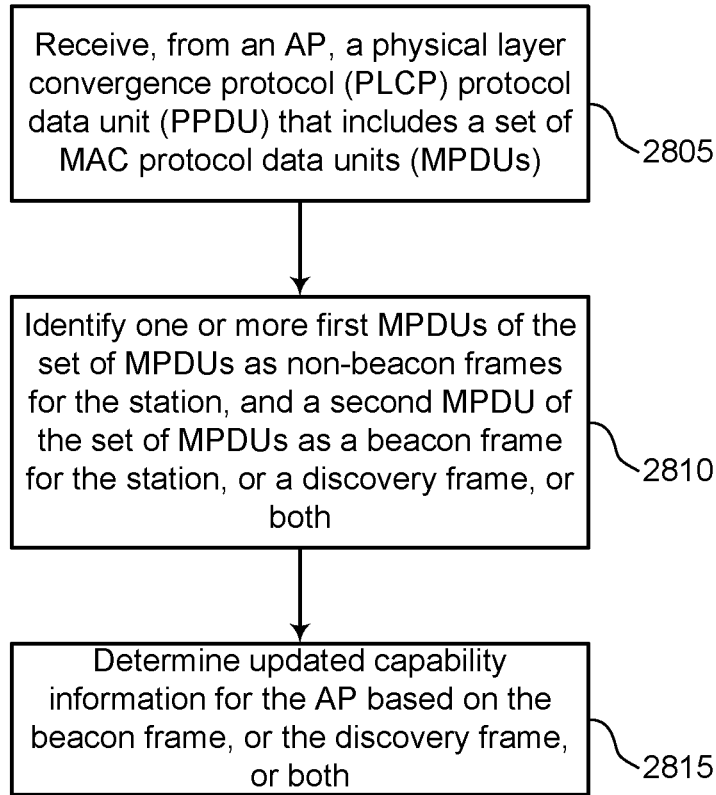 Receive, from an AP, a physical layer
convergence protocol (PLCP) protocol
data unit (PPDU) that includes a set of
MAC protocol data units (MPDUs)
2805
Identify one or more first MPDUs of the
set of MPDUs as non-beacon frames
for the station, and a second MPDU of
the set of MPDUs as a beacon frame
for the station, or a discovery frame, or
both
2810
Determine updated capability
information for the AP based on the
beacon frame, or the discovery frame,
or both
2815